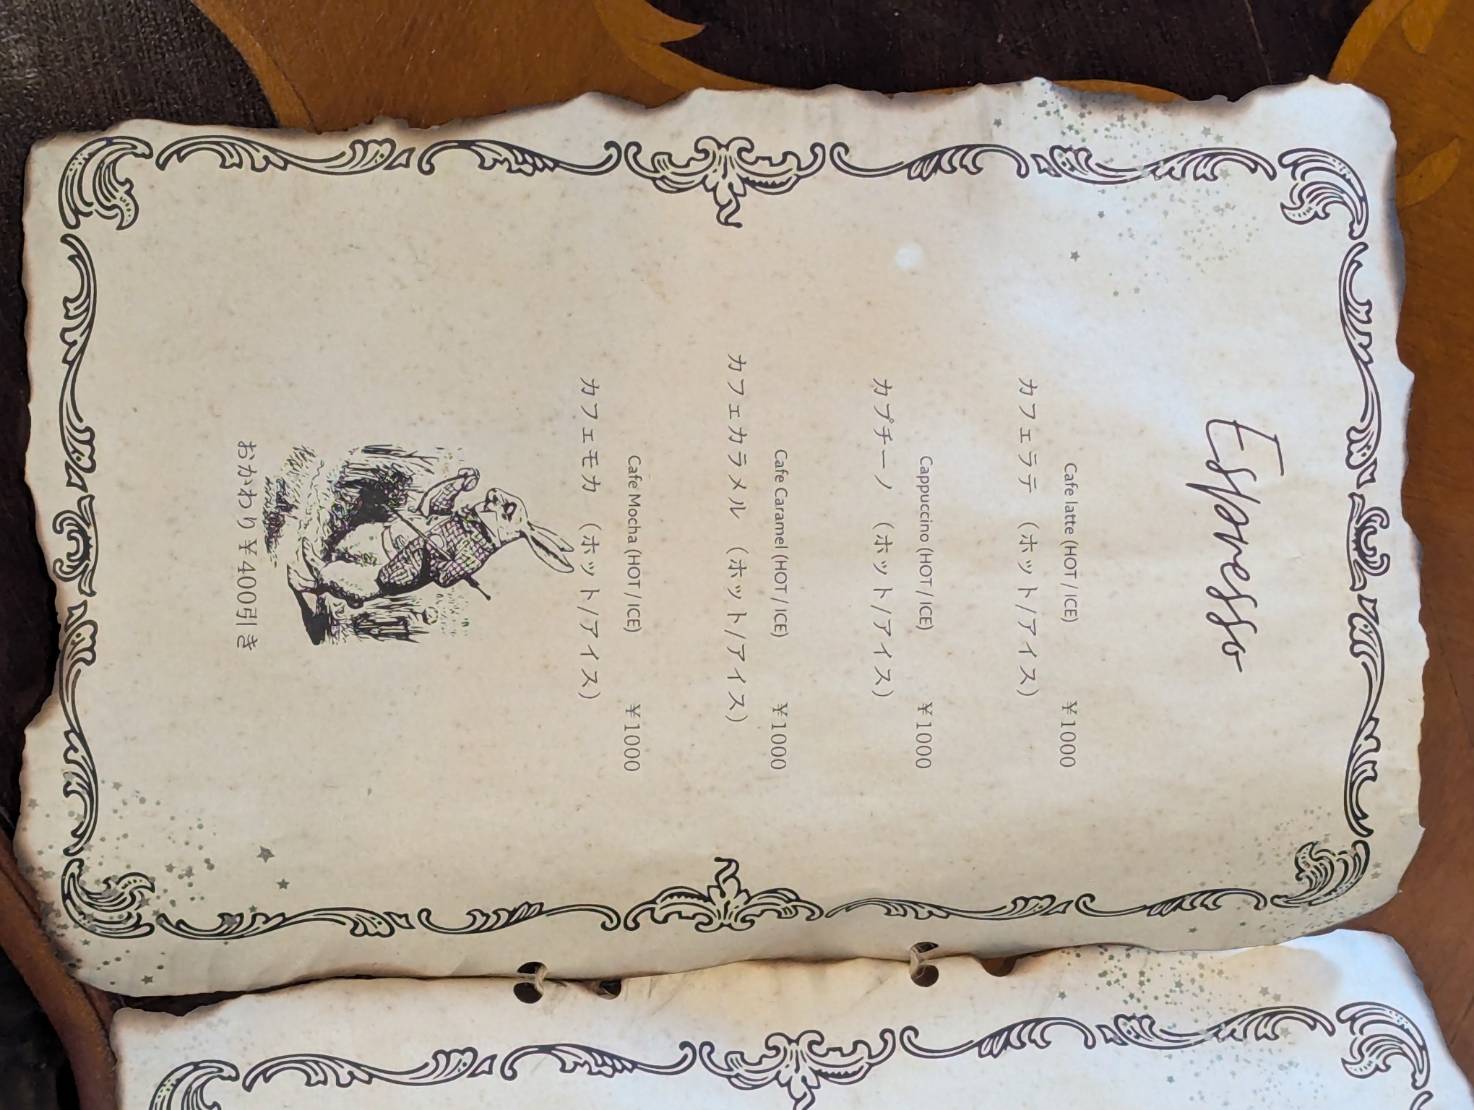 Espresso
Cafe latte (HOT / ICE) ¥1000
カフェラテ (ホット/アイス)
Cappuccino (HOT / ICE) ¥1000
カプチーノ (ホット/アイス)
Cafe Caramel (HOT / ICE) ¥1000
カフェカラメル (ホット/アイス)
Cafe Mocha (HOT / ICE) ¥1000
カフェモカ (ホット/アイス)
おかわり¥400引き